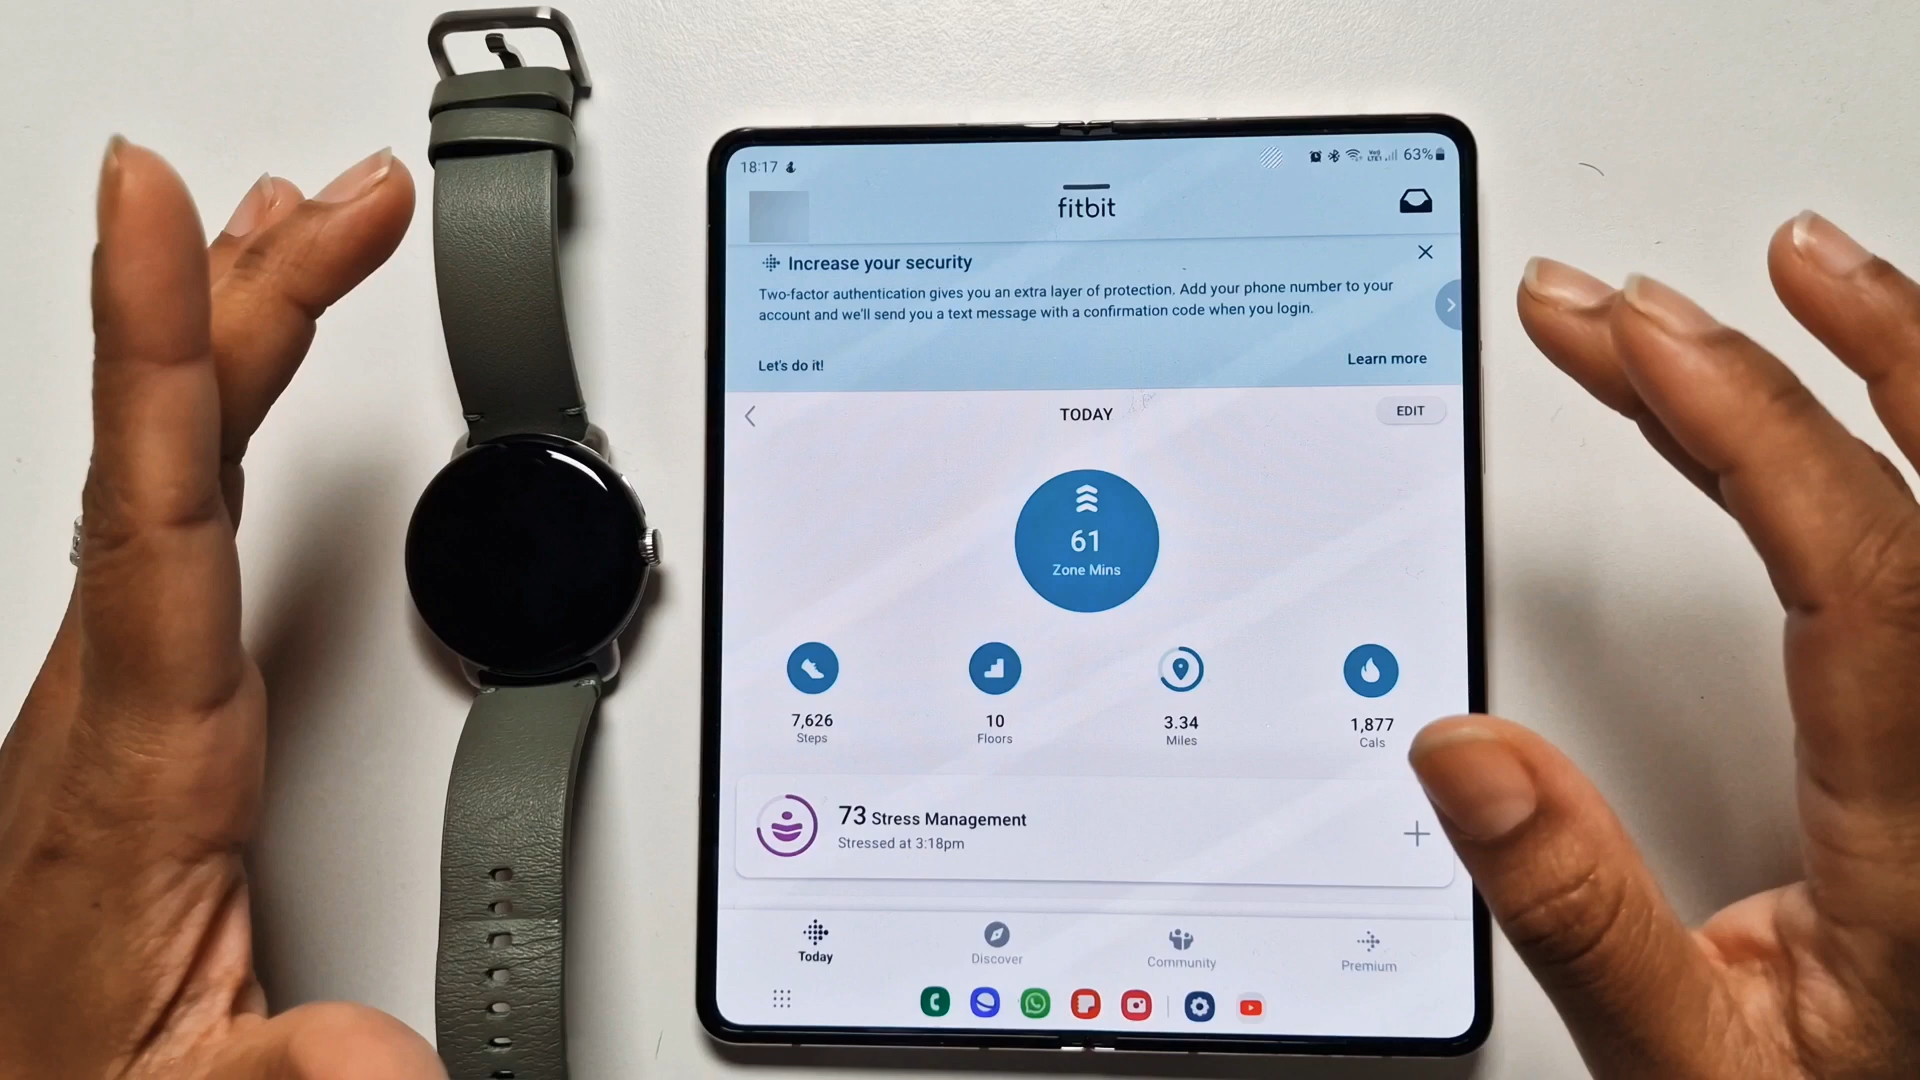 18:17
Vo)) LTE1 63%
fitbit
Increase your security
Two-factor authentication gives you an extra layer of protection. Add your phone number to your
account and we'll send you a text message with a confirmation code when you login.
Let's do it! Learn more
TODAY EDIT
61
Zone Mins
7,626 10 3.34 1,877
Steps Floors Miles Cals
73 Stress Management
Stressed at 3:18pm
Today Discover Community Premium